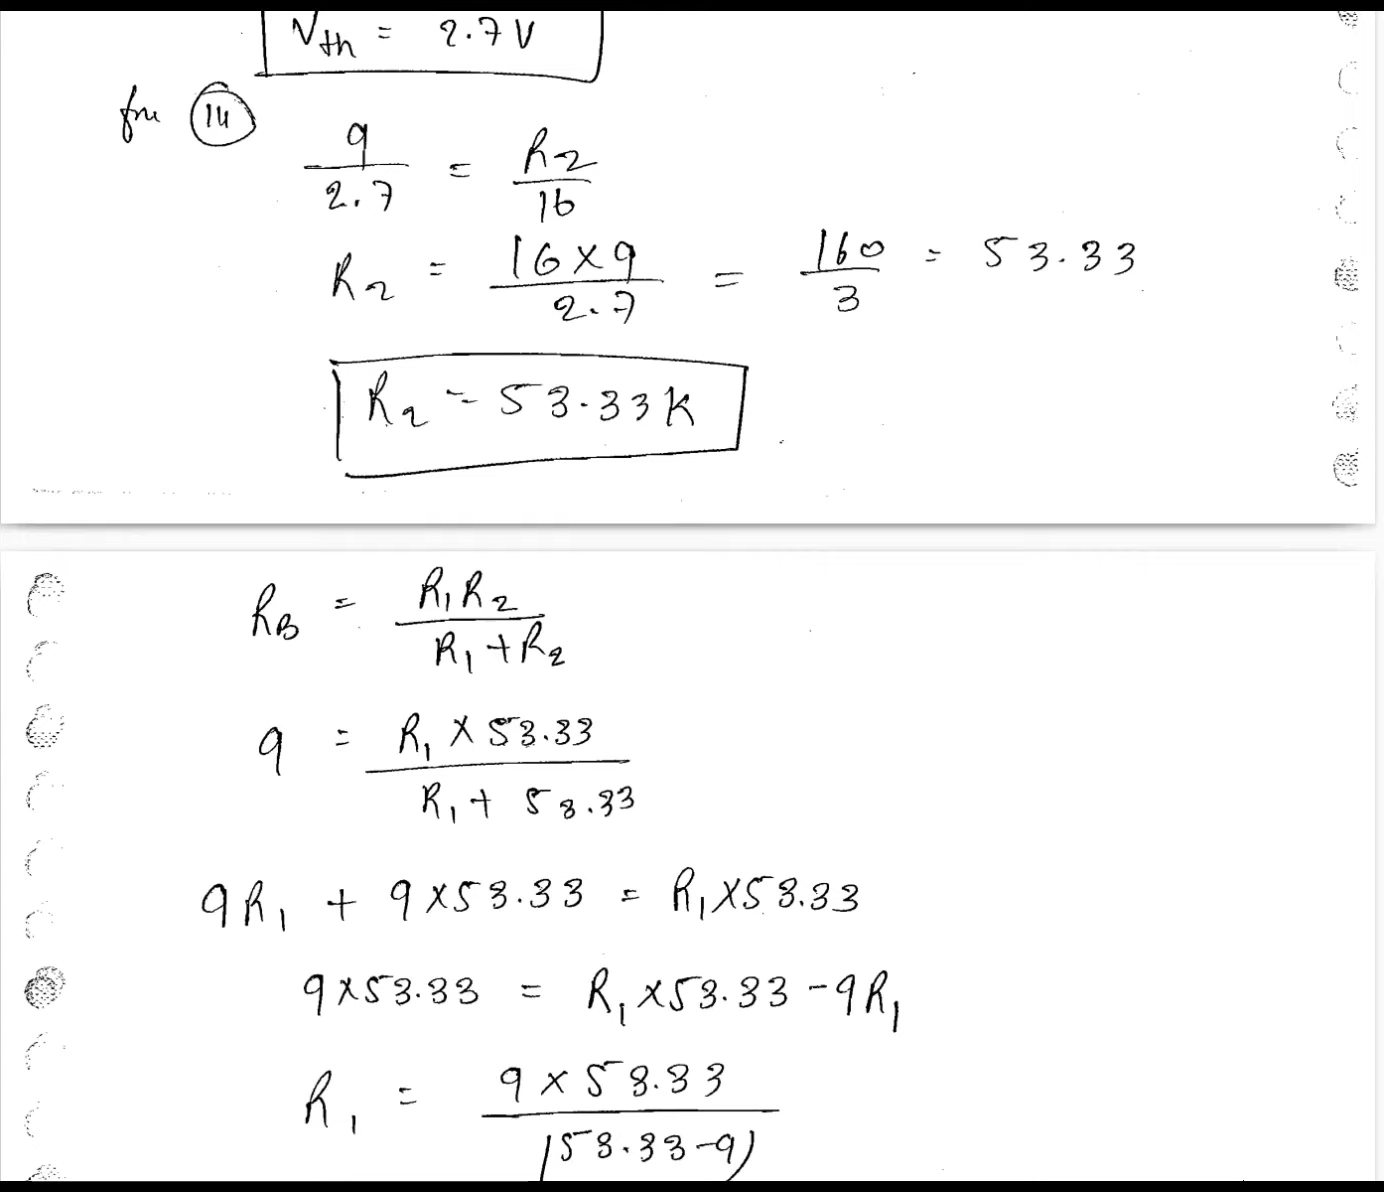 Vth = 2.7 V
for (14)
9/2.7 = R2/16
R2 = 16×9/2.7 = 160/3 = 53.33
R2 = 53.33K
RB = R1R2/R1+R2
9 = R1 × 53.33/R1 + 53.33
9R1 + 9×53.33 = R1×53.33
9×53.33 = R1×53.33-9R1
R1 = 9×53.33/(53.33-9)